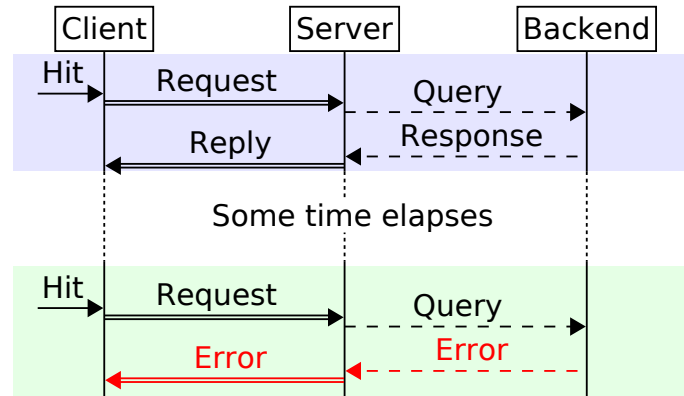 Client Server Backend
Hit Request Query
Reply Response
Some time elapses
Hit Request Query
Error Error